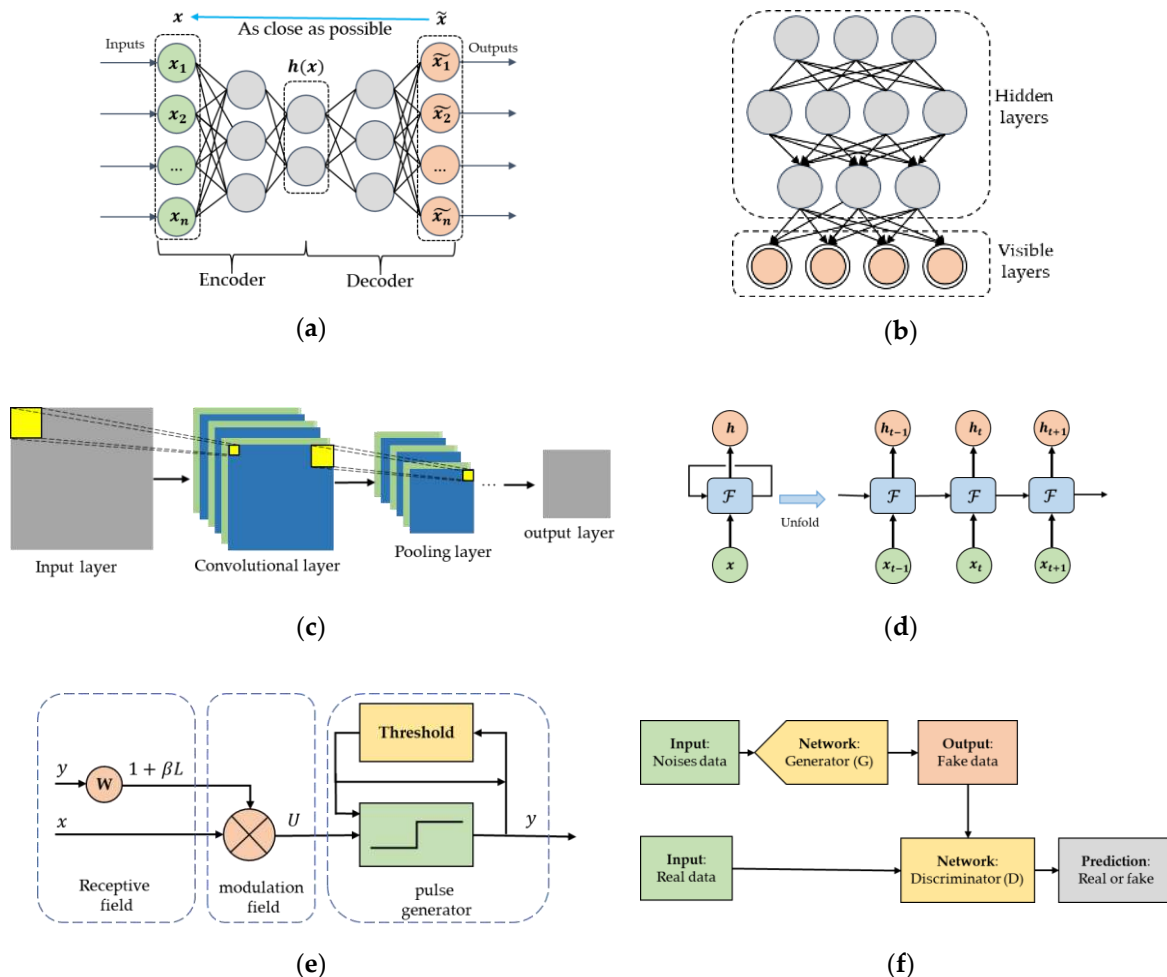 x x̃
As close as possible
Inputs h(x) Outputs
x₁ x̃₁
x₂ x̃₂
... ...
xₙ x̃ₙ
Encoder Decoder
(a)
Hidden
layers
Visible
layers
(b)
Input layer
Convolutional layer
Pooling layer
...
output layer
(c)
h hₜ₋₁ hₜ hₜ₊₁
ℱ ℱ ℱ ℱ
Unfold
x xₜ₋₁ xₜ xₜ₊₁
(d)
Threshold
y W 1 + βL
x U y
Receptive
field
modulation
field
pulse
generator
(e)
Input:
Noises data
Network:
Generator (G)
Output:
Fake data
Input:
Real data
Network:
Discriminator (D)
Prediction:
Real or fake
(f)